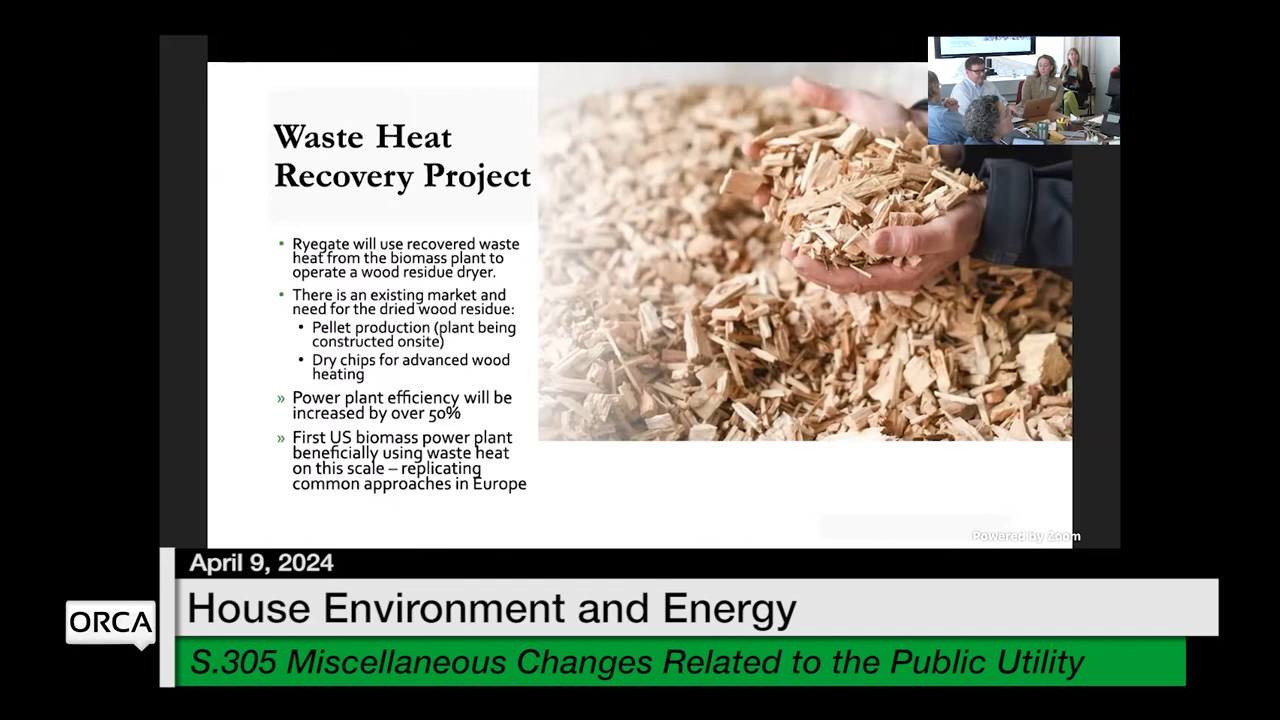 Waste Heat
Recovery Project
• Ryegate will use recovered waste
heat from the biomass plant to
operate a wood residue dryer.
• There is an existing market and
need for the dried wood residue:
• Pellet production (plant being
constructed onsite)
• Dry chips for advanced wood
heating
» Power plant efficiency will be
increased by over 50%
» First US biomass power plant
beneficially using waste heat
on this scale – replicating
common approaches in Europe
Powered by Zoom
April 9, 2024
House Environment and Energy
ORCA
S.305 Miscellaneous Changes Related to the Public Utility